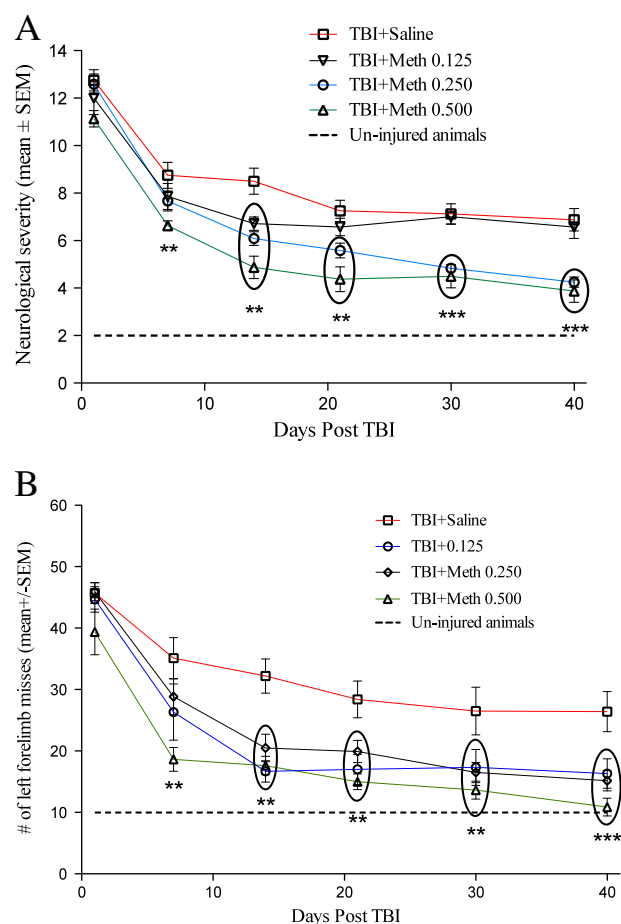 A
TBI+Saline
TBI+Meth 0.125
TBI+Meth 0.250
TBI+Meth 0.500
Un-injured animals
Neurological severity (mean ± SEM)
14
12
10
8
6
4
2
0
** ** ** *** ***
0 10 20 30 40
Days Post TBI
B
TBI+Saline
TBI+0.125
TBI+Meth 0.250
TBI+Meth 0.500
Un-injured animals
# of left forelimb misses (mean+/-SEM)
60
50
40
30
20
10
0
** ** ** ** ***
0 10 20 30 40
Days Post TBI